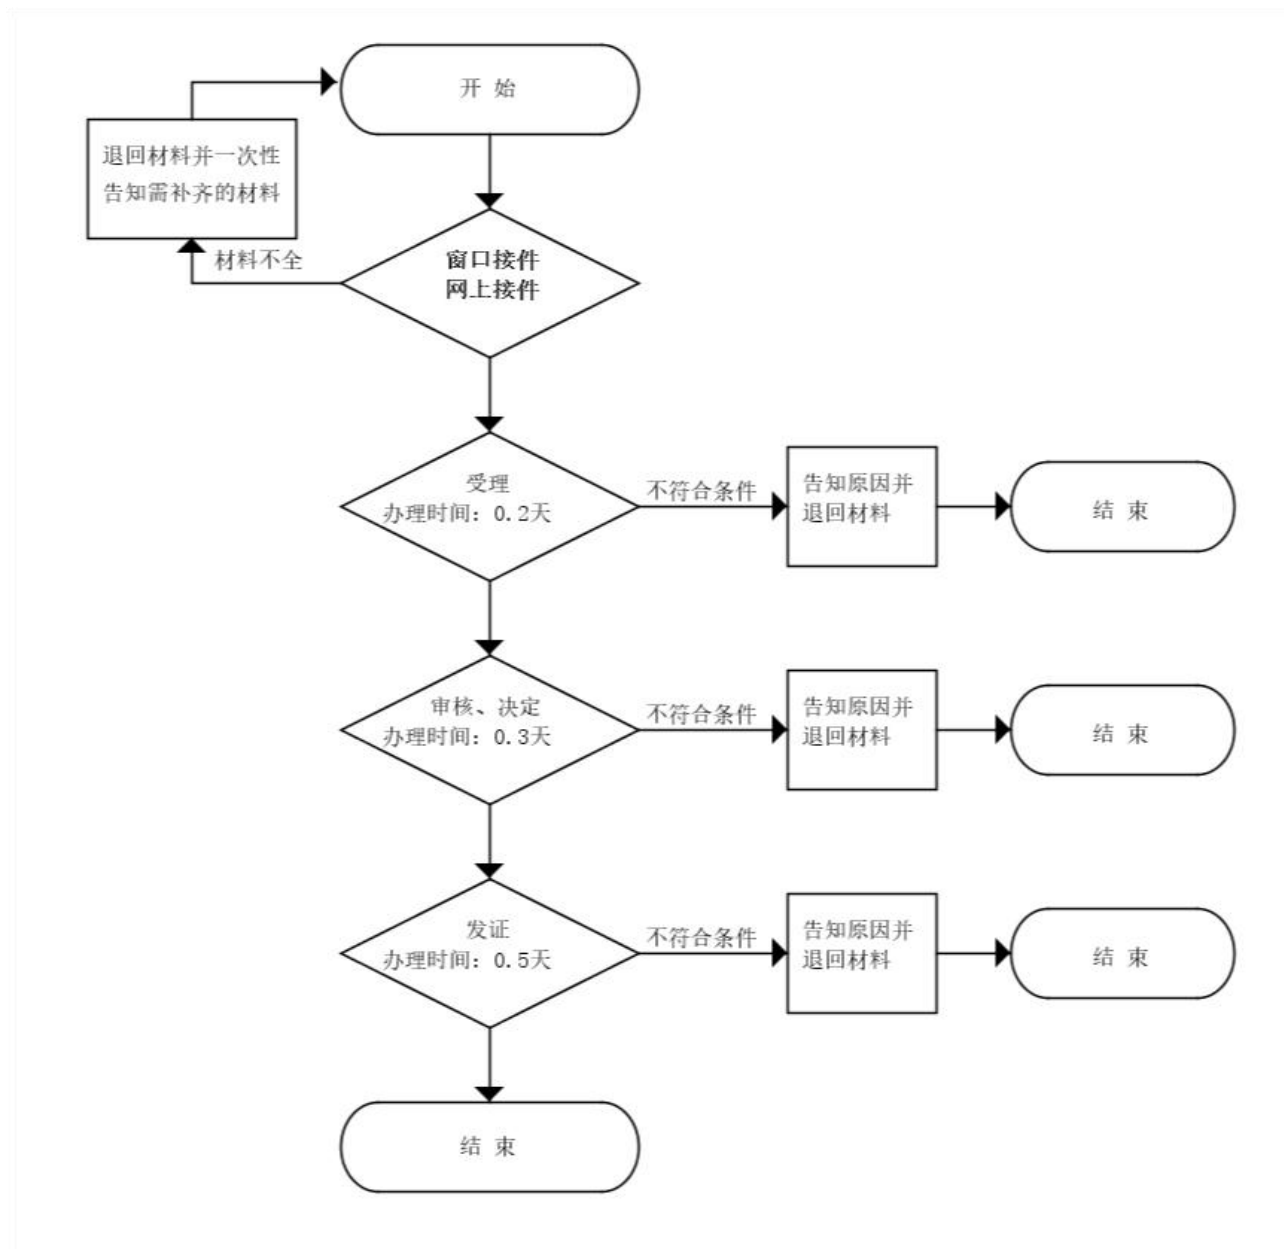 开 始
退回材料并一次性
告知需补齐的材料
材料不全
窗口接件
网上接件
受理
办理时间：0.2天
不符合条件
告知原因并
退回材料
结 束
审核、决定
办理时间：0.3天
不符合条件
告知原因并
退回材料
结 束
发证
办理时间：0.5天
不符合条件
告知原因并
退回材料
结 束
结 束